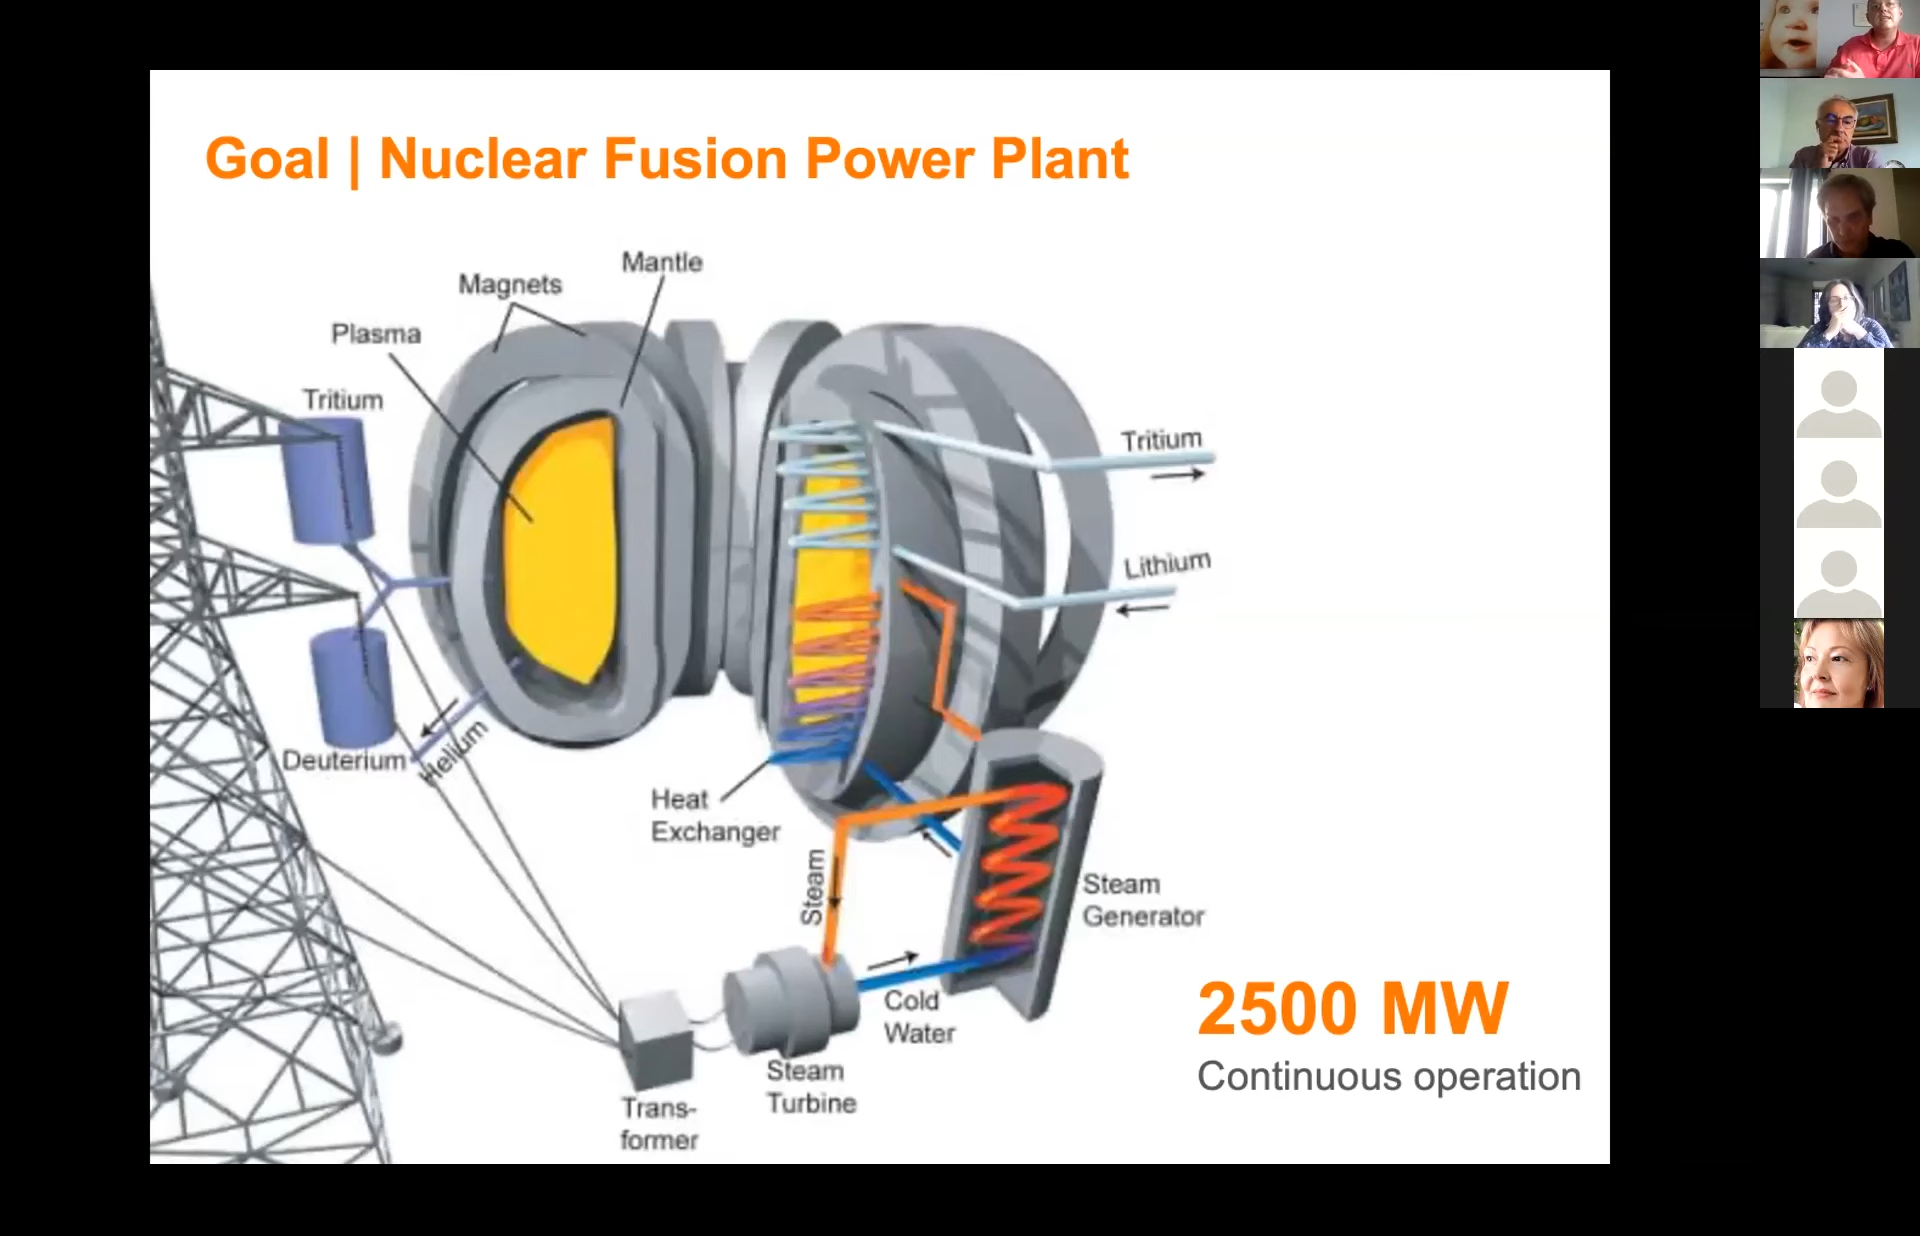 Goal | Nuclear Fusion Power Plant
Mantle
Magnets
Plasma
Tritium
Tritium
Lithium
Deuterium
Helium
Heat
Exchanger
Steam
Steam
Generator
Cold
Water
Steam
Turbine
Trans-
former
2500 MW
Continuous operation